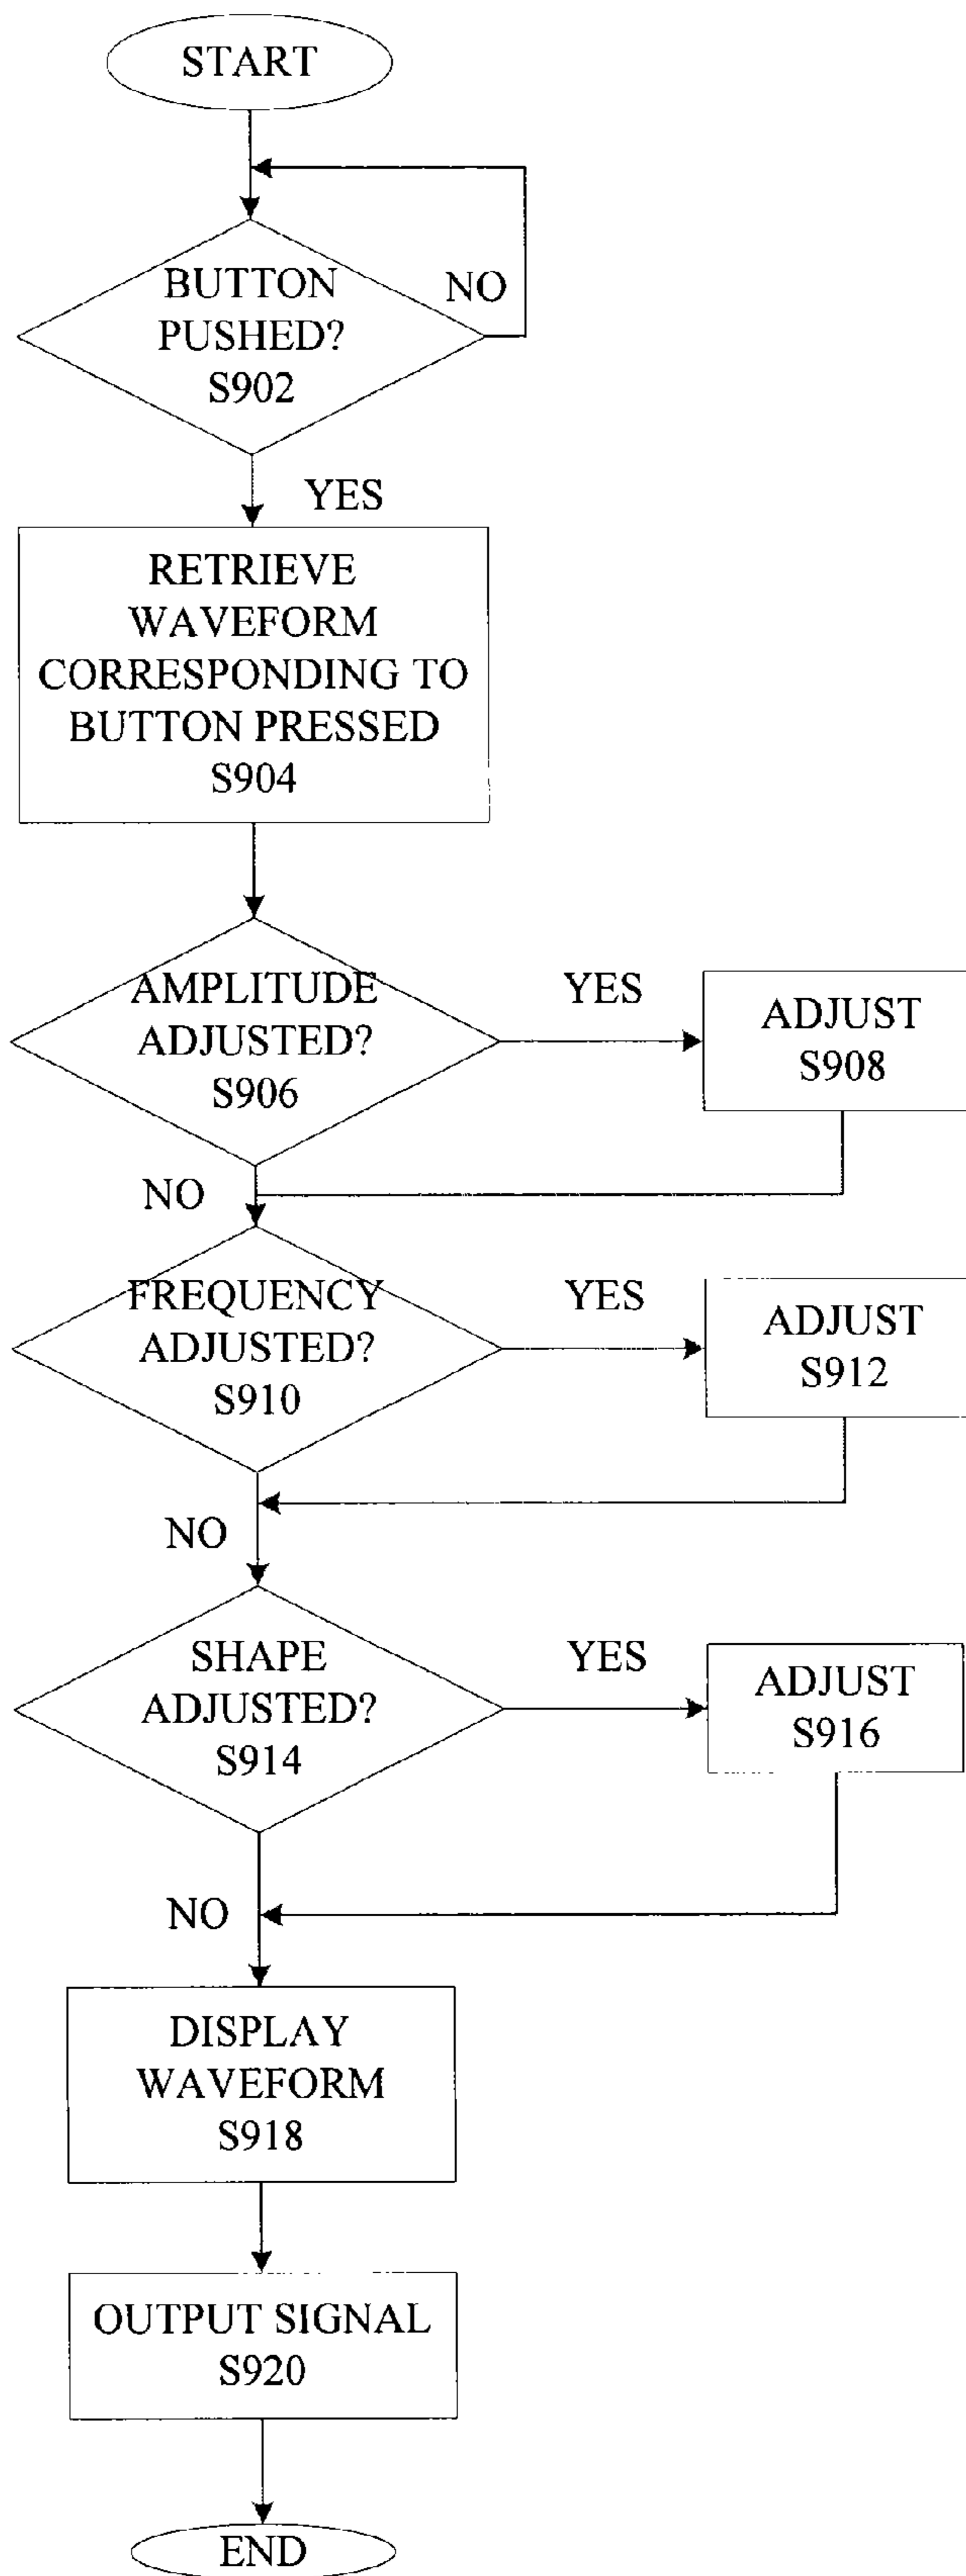 START
BUTTON
PUSHED?
S902
NO
YES
RETRIEVE
WAVEFORM
CORRESPONDING TO
BUTTON PRESSED
S904
AMPLITUDE
ADJUSTED?
S906
YES
ADJUST
S908
NO
FREQUENCY
ADJUSTED?
S910
YES
ADJUST
S912
NO
SHAPE
ADJUSTED?
S914
YES
ADJUST
S916
NO
DISPLAY
WAVEFORM
S918
OUTPUT SIGNAL
S920
END